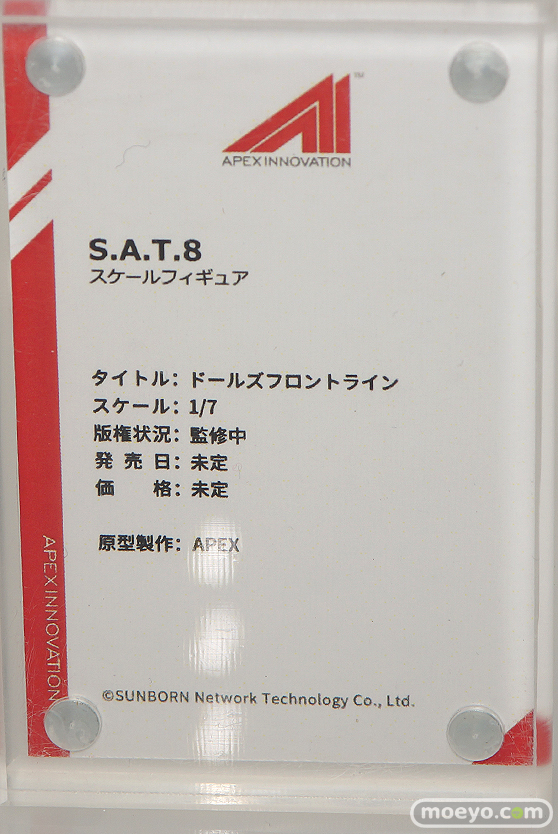 APEX INNOVATION
TM
S.A.T.8
スケールフィギュア
タイトル：ドールズフロントライン
スケール：1/7
版権状況：監修中
発売日：未定
価格：未定
原型製作：APEX
APEX INNOVATION
©SUNBORN Network Technology Co., Ltd.
moeyo.com